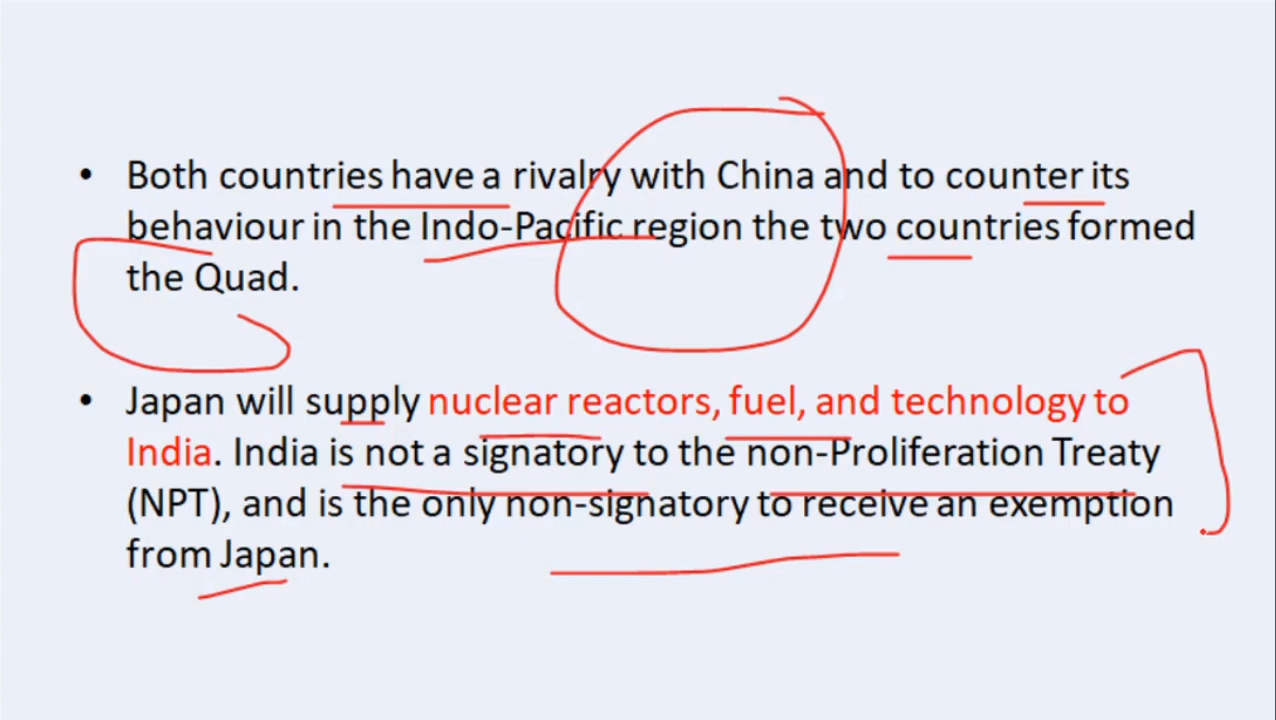 • Both countries have a rivalry with China and to counter its
behaviour in the Indo-Pacific region the two countries formed
the Quad.
• Japan will supply nuclear reactors, fuel, and technology to
India. India is not a signatory to the non-Proliferation Treaty
(NPT), and is the only non-signatory to receive an exemption
from Japan.